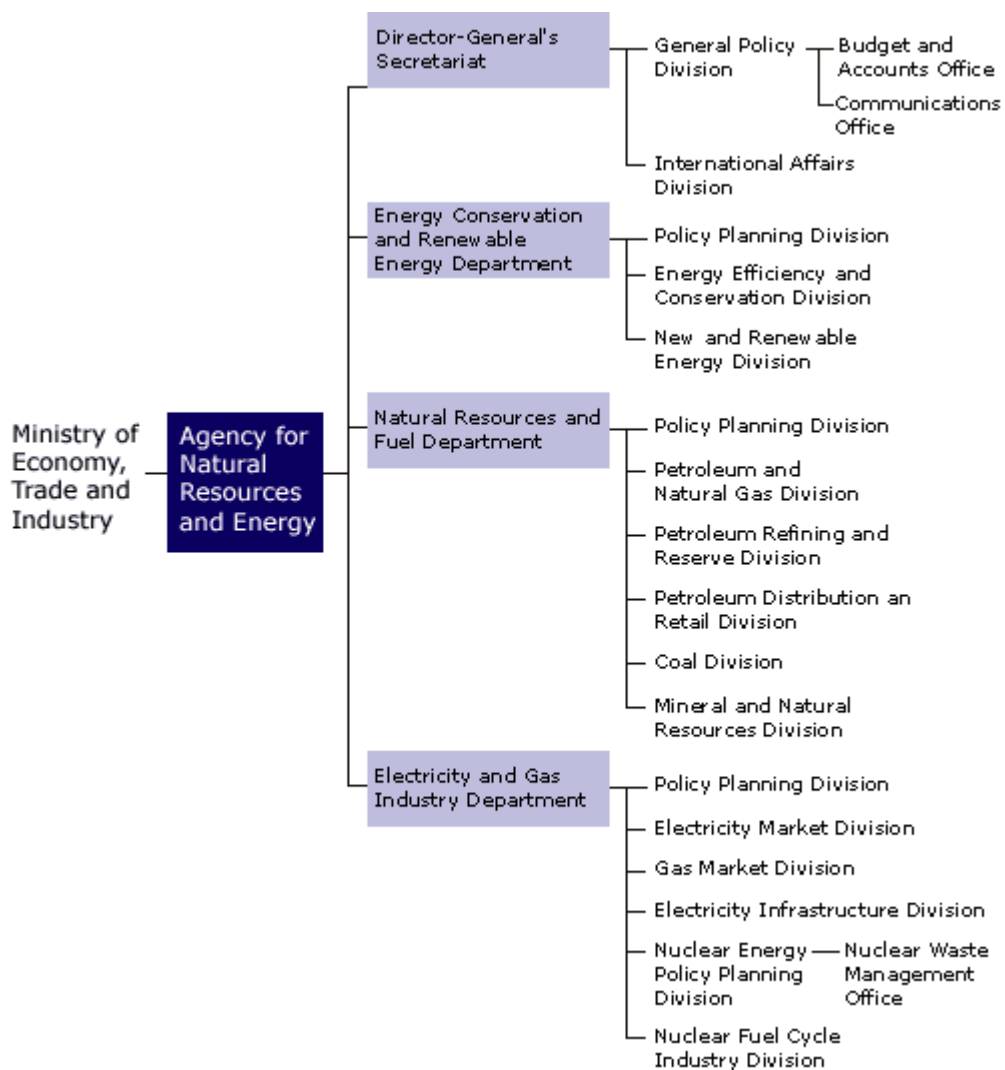 Director-General's
Secretariat
General Policy
Division
Budget and
Accounts Office
Communications
Office
International Affairs
Division
Energy Conservation
and Renewable
Energy Department
Policy Planning Division
Energy Efficiency and
Conservation Division
New and Renewable
Energy Division
Ministry of
Economy,
Trade and
Industry
Agency for
Natural
Resources
and Energy
Natural Resources and
Fuel Department
Policy Planning Division
Petroleum and
Natural Gas Division
Petroleum Refining and
Reserve Division
Petroleum Distribution an
Retail Division
Coal Division
Mineral and Natural
Resources Division
Electricity and Gas
Industry Department
Policy Planning Division
Electricity Market Division
Gas Market Division
Electricity Infrastructure Division
Nuclear Energy
Policy Planning
Division
Nuclear Waste
Management
Office
Nuclear Fuel Cycle
Industry Division